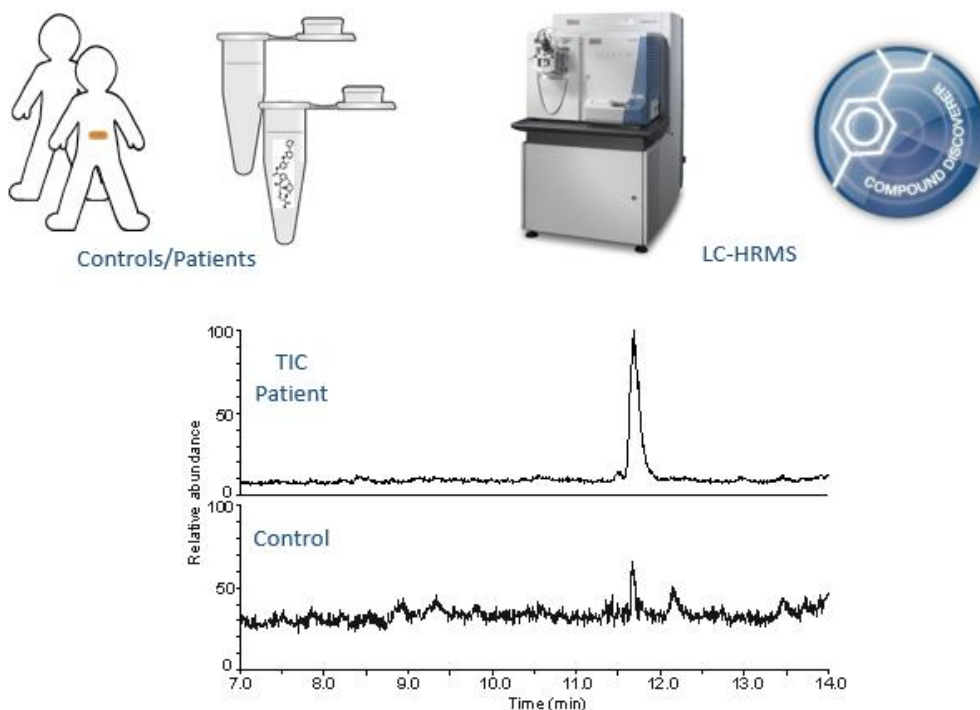 COMPOUND DISCOVERER
Controls/Patients
LC-HRMS
100
TIC
Patient
50
0
Relative abundance
100
Control
50
0
7.0 8.0 9.0 10.0 11.0 12.0 13.0 14.0
Time (min)